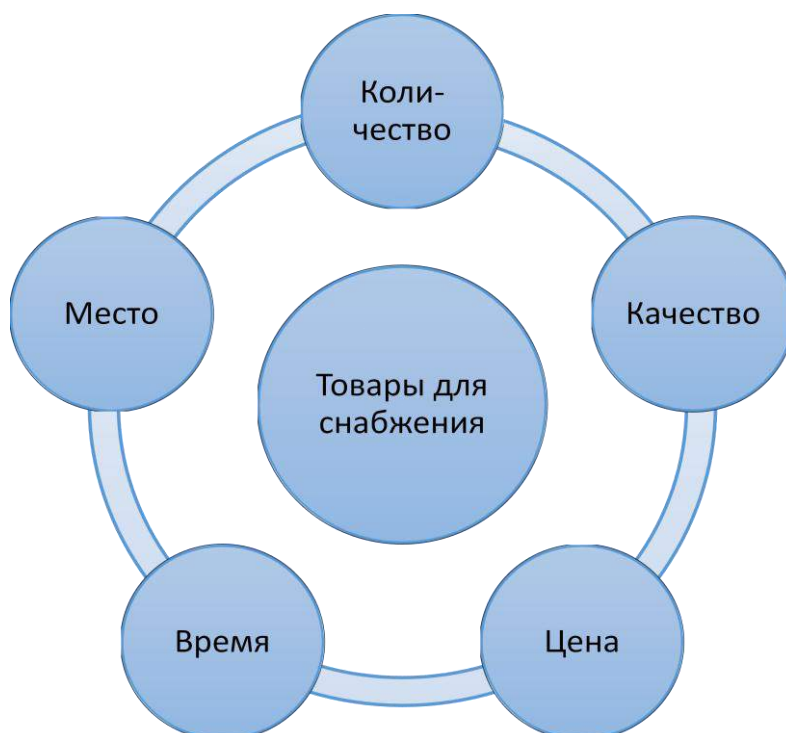 Коли-
чество
Место
Качество
Товары для
снабжения
Время
Цена